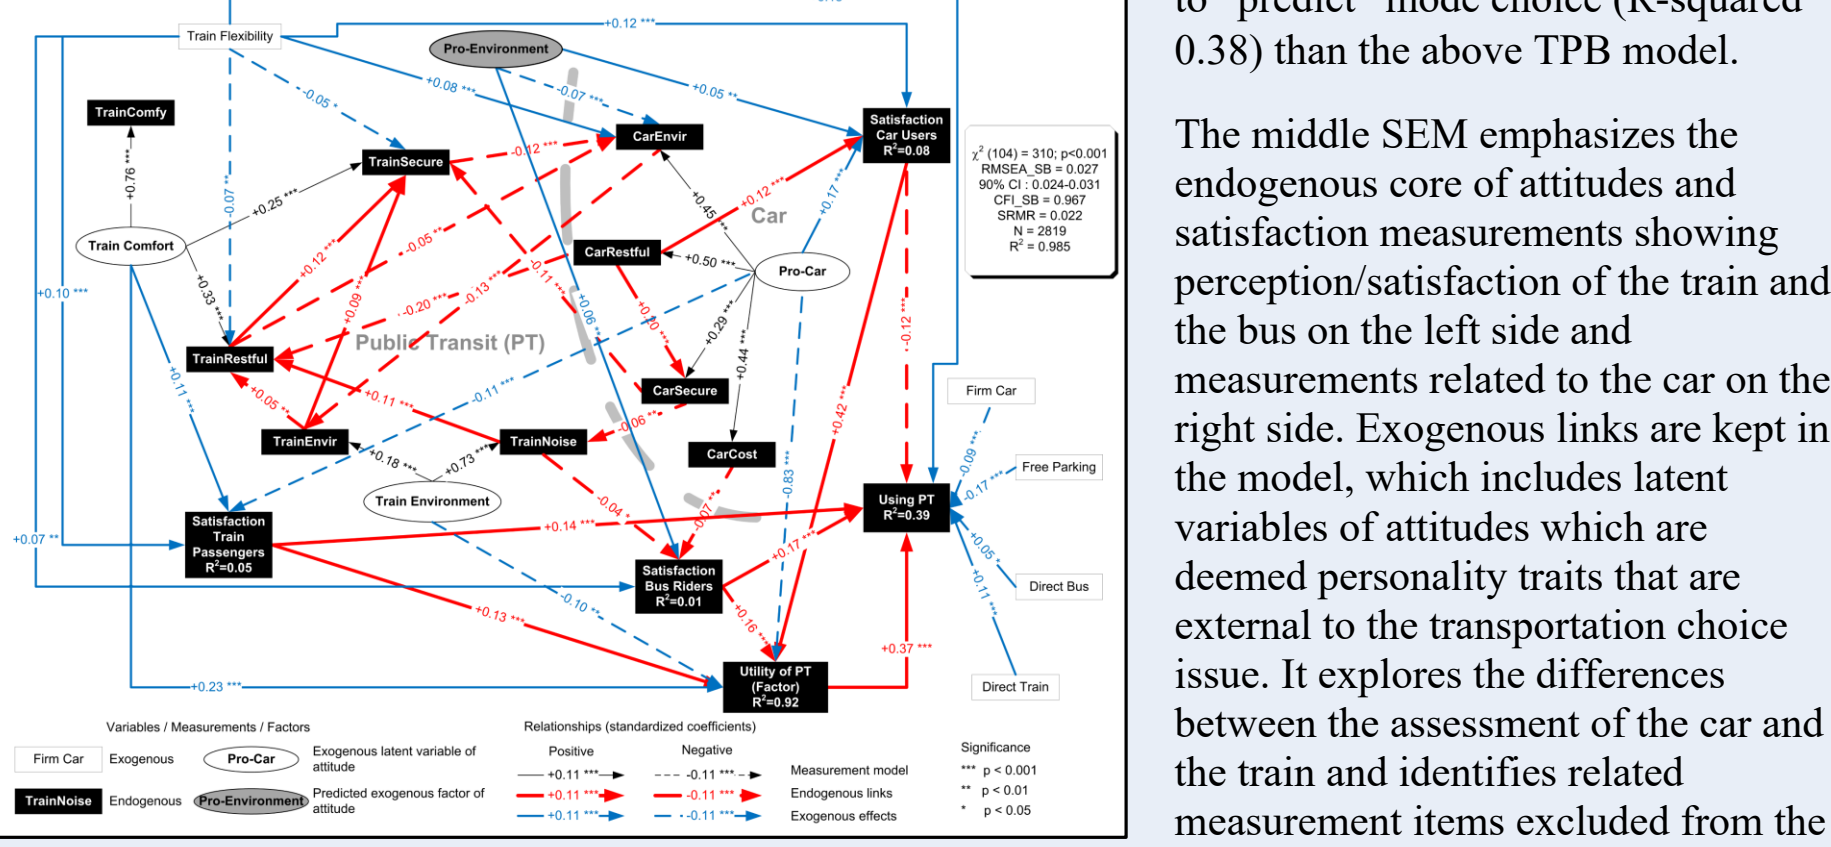 +0.12 ***
Train Flexibility
Pro-Environment
+0.08 ***
-0.07 ***
+0.05 **
-0.05 *
TrainComfy
CarEnvir
Satisfaction
Car Users
R²=0.08
TrainSecure
-0.12 ***
χ² (104) = 310; p<0.001
RMSEA_SB = 0.027
90% CI : 0.024-0.031
CFI_SB = 0.967
SRMR = 0.022
N = 2819
R² = 0.985
+0.76 ***
-0.07 **
+0.25 ***
+0.45 ***
+0.12 ***
+0.17 ***
Car
Train Comfort
-0.05 **
CarRestful
+0.50 ***
Pro-Car
+0.12 ***
+0.33 ***
-0.11 ***
-0.13 ***
+0.10 ***
+0.09 ***
-0.20 ***
+0.06 **
+0.20 ***
+0.29 ***
-0.12 ***
Public Transit (PT)
TrainRestful
+0.44 ***
+0.11 ***
+0.05 **
+0.11 ***
-0.11 ***
CarSecure
Firm Car
-0.06 **
+0.42 ***
TrainEnvir
TrainNoise
CarCost
-0.09 ***
+0.18 ***
+0.73 ***
-0.83 ***
Free Parking
-0.17 ***
Train Environment
Using PT
R²=0.39
-0.04 *
-0.07 **
+0.14 ***
Satisfaction
Train
Passengers
R²=0.05
+0.07 **
+0.17 ***
+0.05 *
Satisfaction
Bus Riders
R²=0.01
Direct Bus
+0.11 ***
-0.10 **
+0.13 ***
+0.16 ***
+0.37 ***
Utility of PT
(Factor)
R²=0.92
+0.23 ***
Direct Train
Variables / Measurements / Factors
Relationships (standardized coefficients)
Positive
Negative
Significance
Firm Car
Exogenous
Pro-Car
Exogenous latent variable of
attitude
+0.11 ***
-0.11 ***
Measurement model
*** p < 0.001
TrainNoise
Endogenous
Pro-Environment
Predicted exogenous factor of
attitude
+0.11 ***
-0.11 ***
Endogenous links
** p < 0.01
+0.11 ***
-0.11 ***
Exogenous effects
* p < 0.05
to "predict" mode choice (R-squared
0.38) than the above TPB model.
The middle SEM emphasizes the
endogenous core of attitudes and
satisfaction measurements showing
perception/satisfaction of the train and
the bus on the left side and
measurements related to the car on the
right side. Exogenous links are kept in
the model, which includes latent
variables of attitudes which are
deemed personality traits that are
external to the transportation choice
issue. It explores the differences
between the assessment of the car and
the train and identifies related
measurement items excluded from the